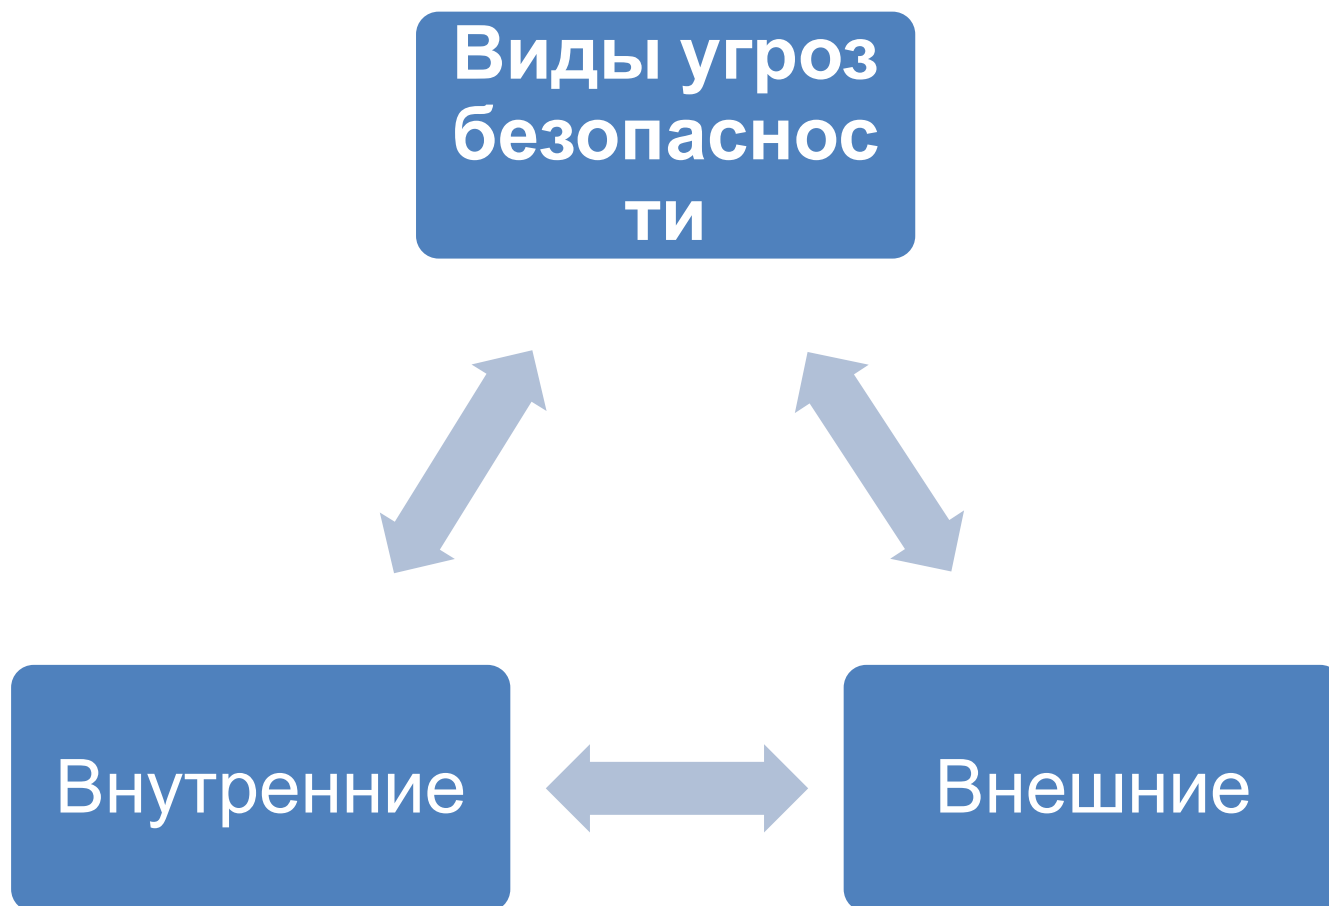 Виды угроз
безопаснос
ти
Внутренние
Внешние